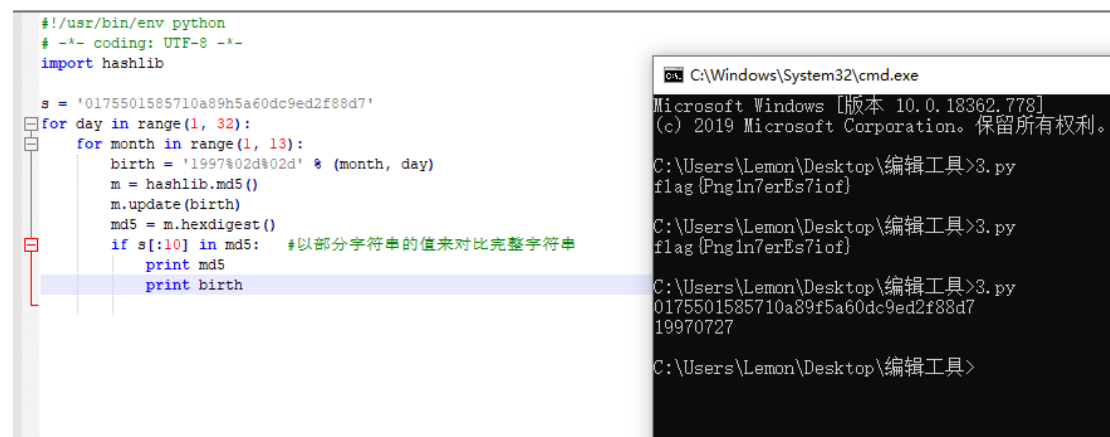 #!/usr/bin/env python
# -*- coding: UTF-8 -*-
import hashlib
s = '0175501585710a89h5a60dc9ed2f88d7'
for day in range(1, 32):
    for month in range(1, 13):
        birth = '1997%02d%02d' % (month, day)
        m = hashlib.md5()
        m.update(birth)
        md5 = m.hexdigest()
        if s[:10] in md5:   #以部分字符串的值来对比完整字符串
            print md5
            print birth
C:\Windows\System32\cmd.exe
Microsoft Windows [版本 10.0.18362.778]
(c) 2019 Microsoft Corporation。保留所有权利。
C:\Users\Lemon\Desktop\编辑工具>3.py
flag{Png1n7erEs7iof}
C:\Users\Lemon\Desktop\编辑工具>3.py
flag{Png1n7erEs7iof}
C:\Users\Lemon\Desktop\编辑工具>3.py
0175501585710a89f5a60dc9ed2f88d7
19970727
C:\Users\Lemon\Desktop\编辑工具>